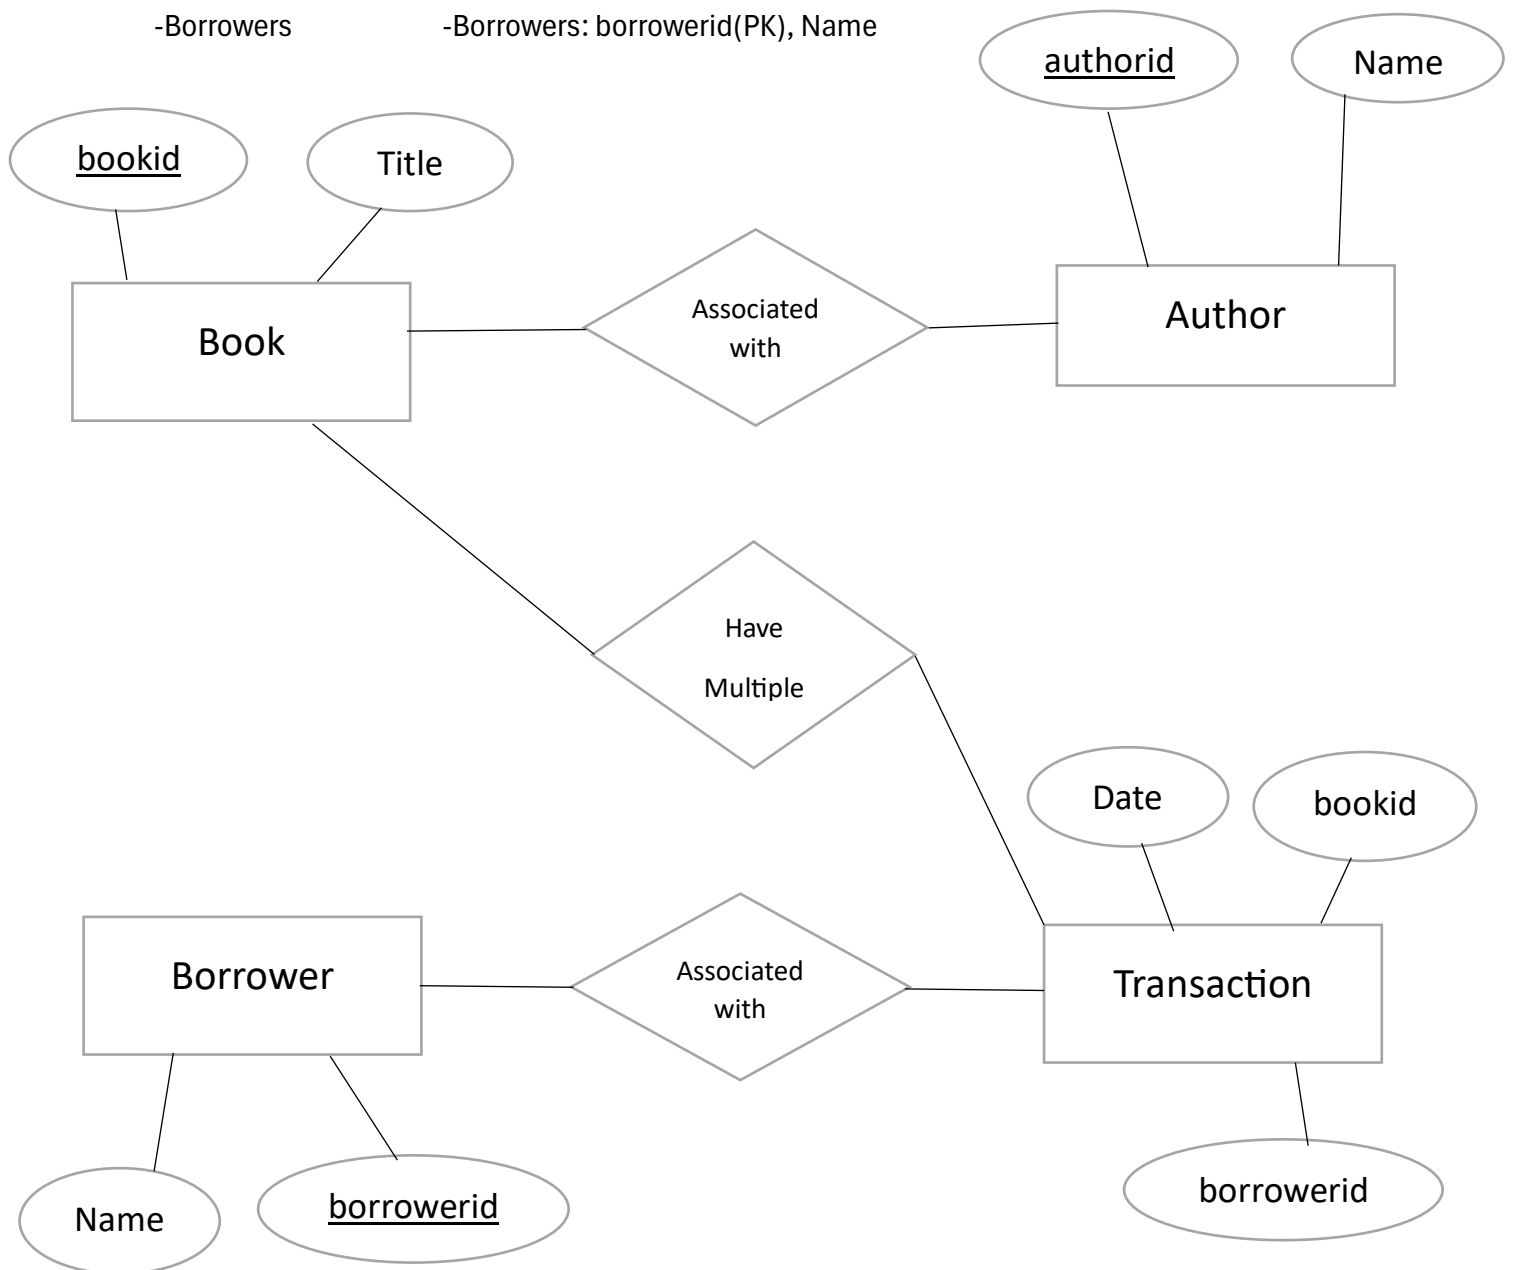 -Borrowers
-Borrowers: borrowerid(PK), Name
authorid
Name
bookid
Title
Book
Associated
with
Author
Have
Multiple
Date
bookid
Borrower
Associated
with
Transaction
Name
borrowerid
borrowerid